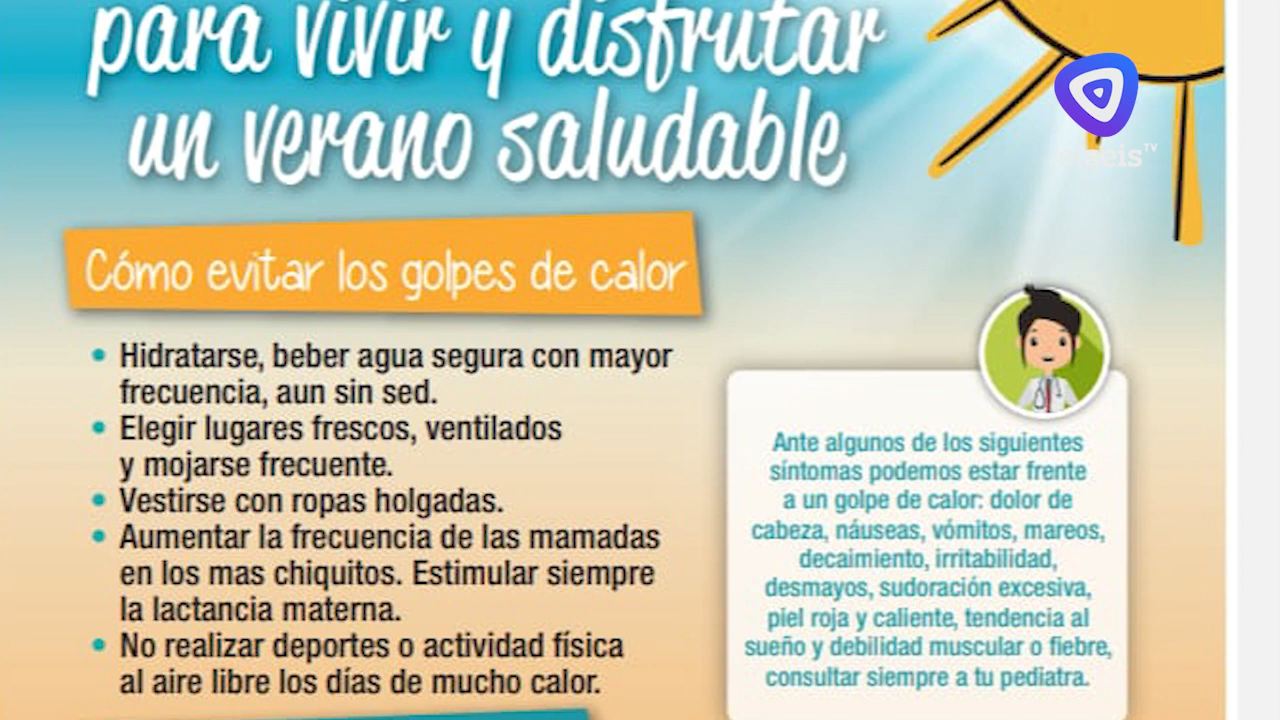 para vivir y disfrutar
un verano saludable
Cómo evitar los golpes de calor
• Hidratarse, beber agua segura con mayor
frecuencia, aun sin sed.
• Elegir lugares frescos, ventilados
y mojarse frecuente.
• Vestirse con ropas holgadas.
• Aumentar la frecuencia de las mamadas
en los mas chiquitos. Estimular siempre
la lactancia materna.
• No realizar deportes o actividad física
al aire libre los días de mucho calor.
Ante algunos de los siguientes
síntomas podemos estar frente
a un golpe de calor: dolor de
cabeza, náuseas, vómitos, mareos,
decaimiento, irritabilidad,
desmayos, sudoración excesiva,
piel roja y caliente, tendencia al
sueño y debilidad muscular o fiebre,
consultar siempre a tu pediatra.